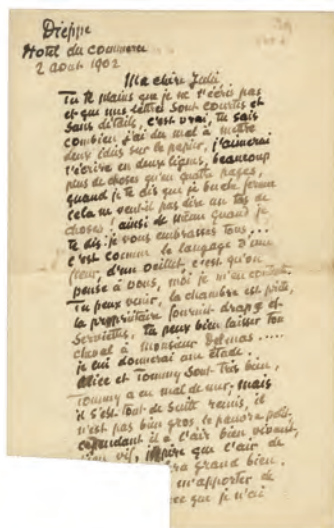 Dieppe
Hotel du commerce
2 aout 1902
Ma chère Julie
Tu te plains que je ne t'écris pas
et que mes lettres sont courtes et
sans détails, c'est vrai, tu sais
combien j'ai du mal à mettre
deux idées sur le papier, j'aimerai
t'écrire en deux lignes, beaucoup
plus de choses qu'en quatre pages,
quand je te dis que je bûche ferme
cela ne veut-il pas dire un tas de
choses! ainsi de même quand je
te dis: je vous embrasse tous...
c'est comme le langage d'une
fleur, d'un oeillet c'est qu'on
pense à vous, moi je m'en contente.
Tu peux venir, la chambre est prête,
la propriétaire fournit draps et
serviettes, tu peux bien laisser ton
cheval à monsieur Delmas.....
je lui donnerai une étude.
Alice et Tommy sont très bien,
Tommy a eu mal de mer, mais
il s'est tout de suite remis, il
n'est pas bien gros le pauvre petit,
cependant il a l'air bien vivant,
bien vif, espère que l'air de
grand bien.
m'apporter de
ce que je n'ai